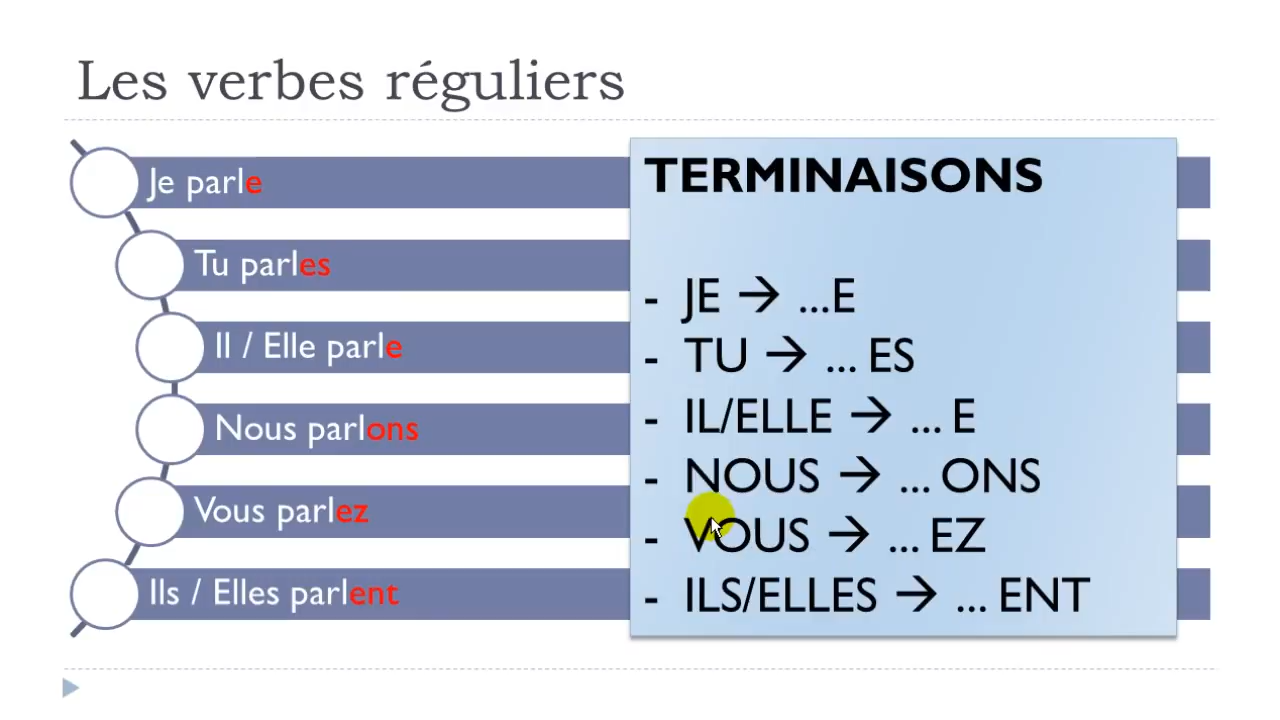 Les verbes réguliers
Je parle
Tu parles
Il / Elle parle
Nous parlons
Vous parlez
Ils / Elles parlent
TERMINAISONS
- JE → ...E
- TU → ... ES
- IL/ELLE → ... E
- NOUS → ... ONS
- VOUS → ... EZ
- ILS/ELLES → ... ENT